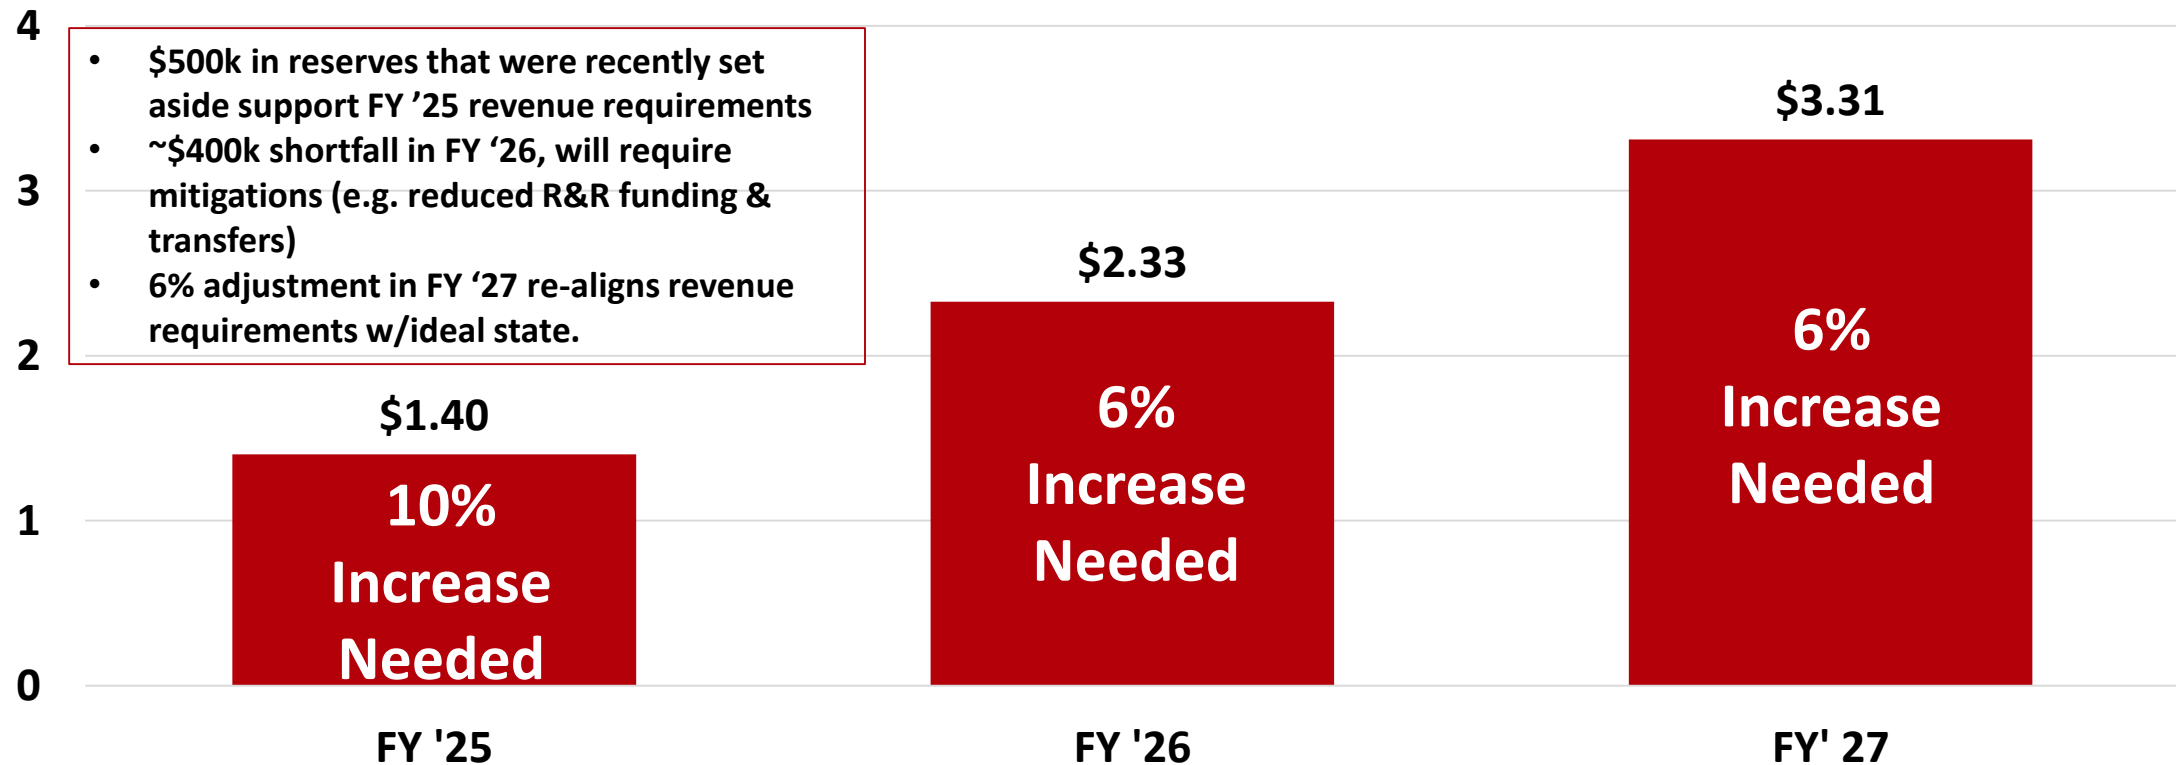 4
3
2
1
0
• $500k in reserves that were recently set
aside support FY ’25 revenue requirements
• ~$400k shortfall in FY ‘26, will require
mitigations (e.g. reduced R&R funding &
transfers)
• 6% adjustment in FY ‘27 re-aligns revenue
requirements w/ideal state.
$1.40
10%
Increase
Needed
$2.33
6%
Increase
Needed
$3.31
6%
Increase
Needed
FY '25
FY '26
FY' 27